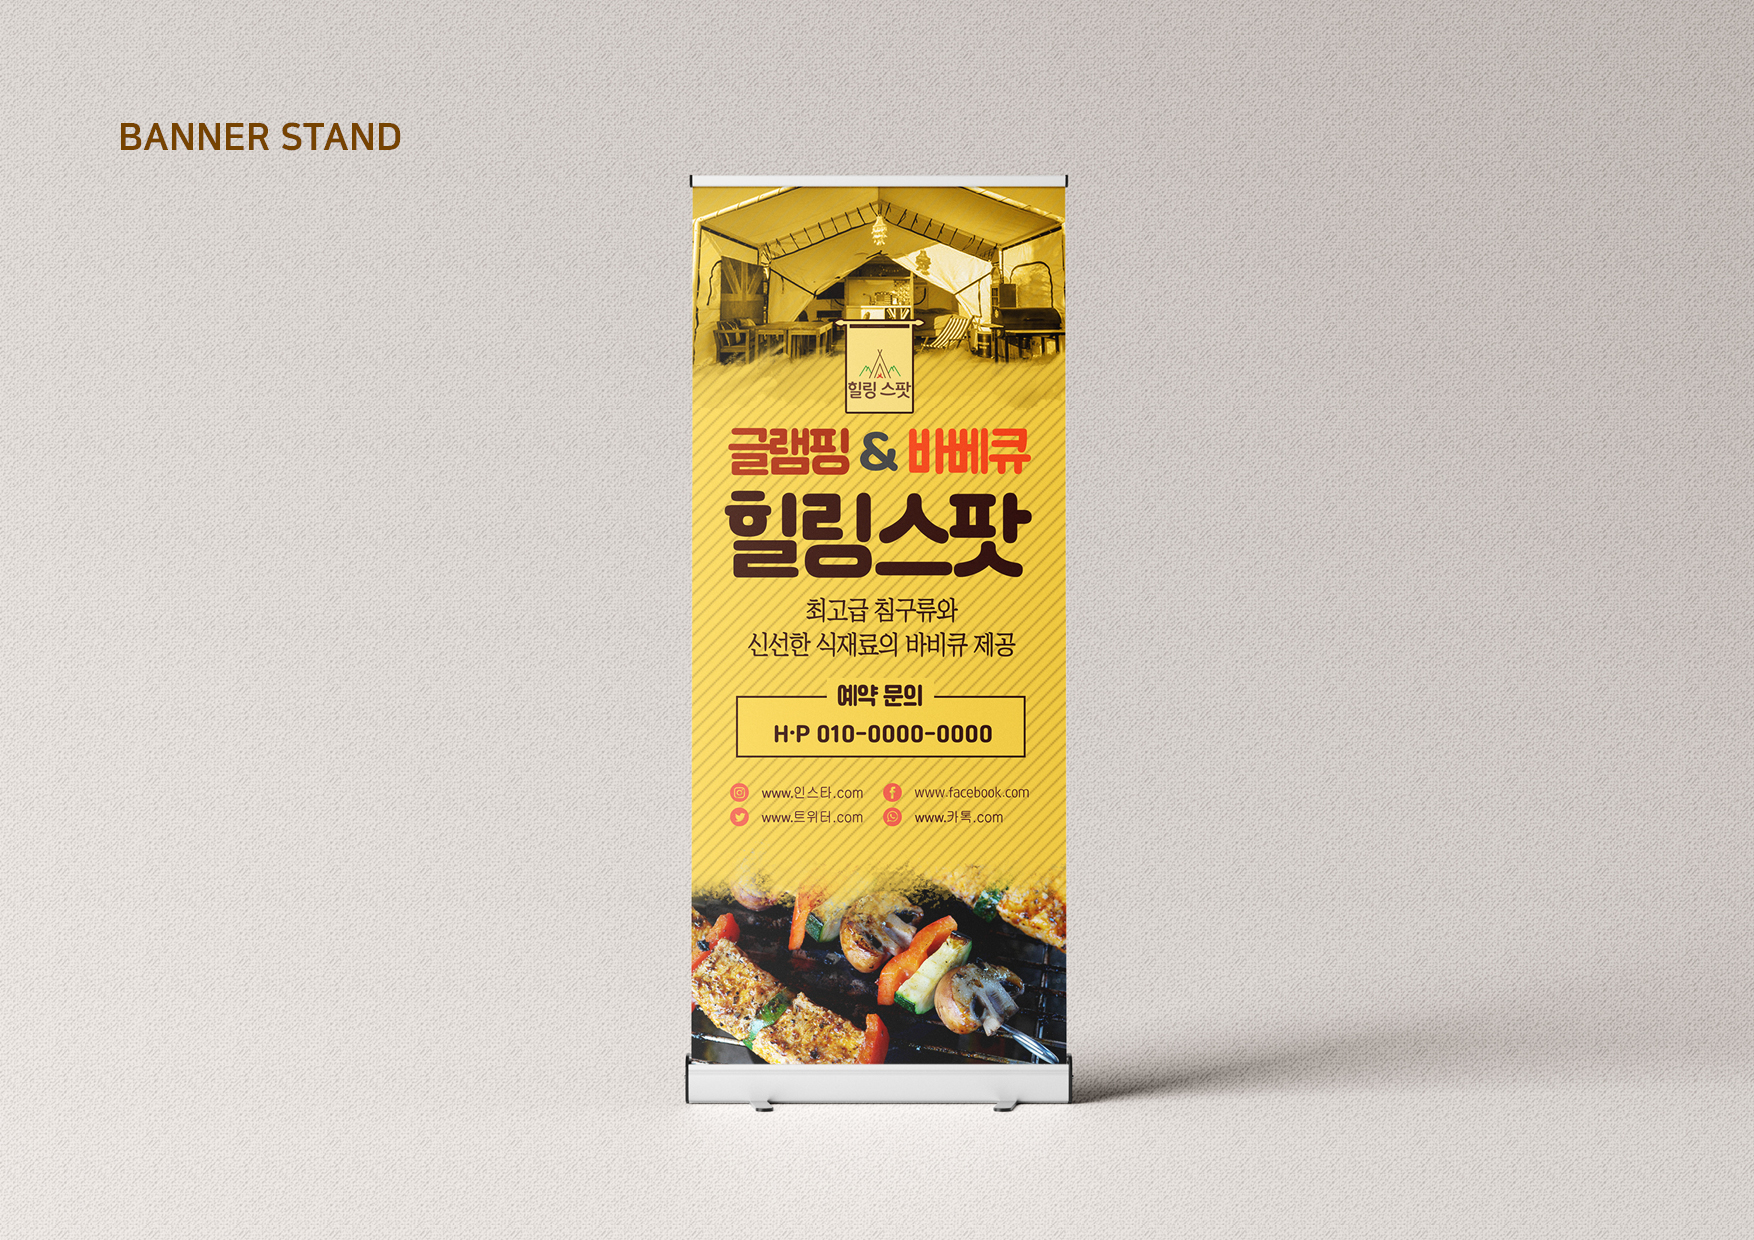 BANNER STAND
힐링 스팟
글램핑 & 바베큐
힐링스팟
최고급 침구류와
신선한 식재료의 바비큐 제공
예약 문의
H·P 010-0000-0000
www.인스타.com www.facebook.com
www.트위터.com www.카톡.com